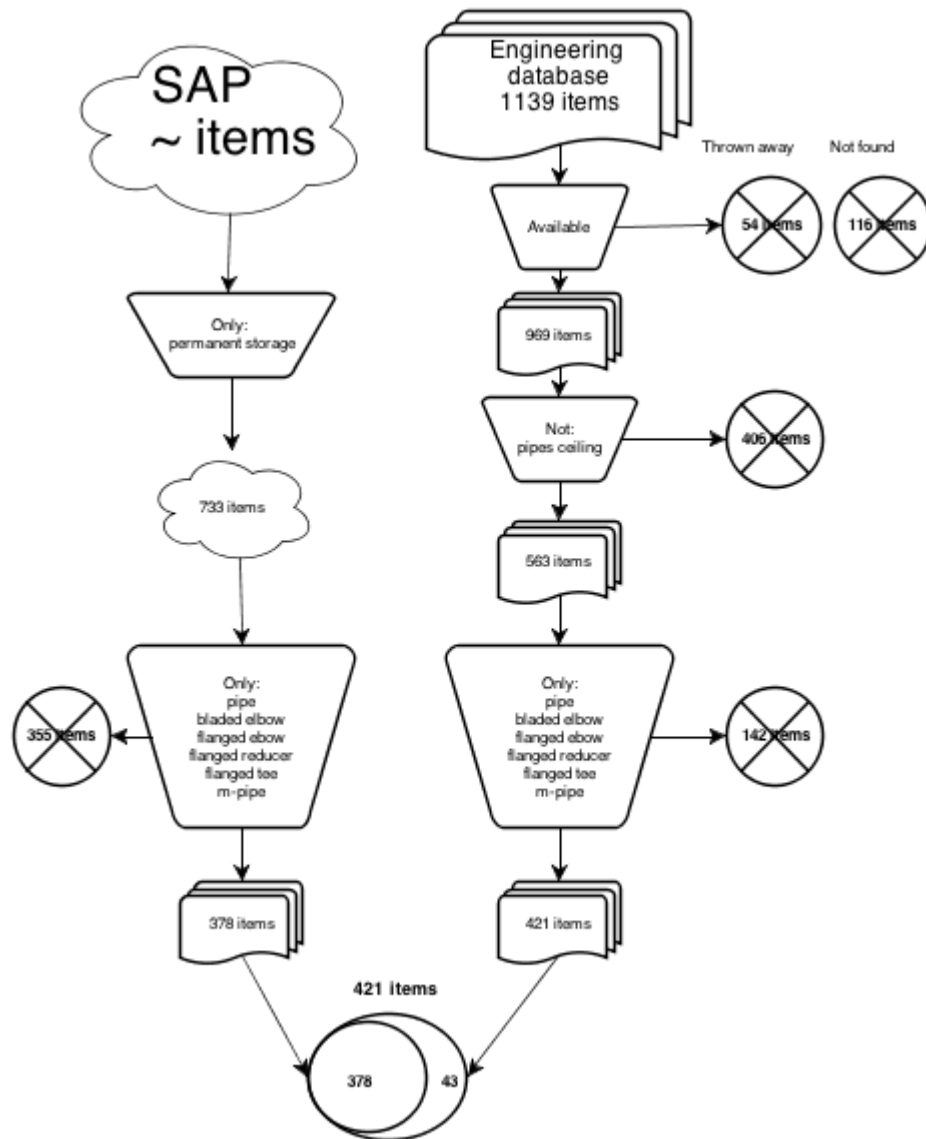 SAP
~ items
Engineering
database
1139 items
Thrown away
Not found
Available
54 items
116 items
Only:
permanent storage
969 items
Not:
pipes ceiling
406 items
733 items
563 items
Only:
pipe
bladed elbow
flanged ebow
flanged reducer
flanged tee
m-pipe
355 items
Only:
pipe
bladed elbow
flanged ebow
flanged reducer
flanged tee
m-pipe
142 items
378 items
421 items
421 items
378
43